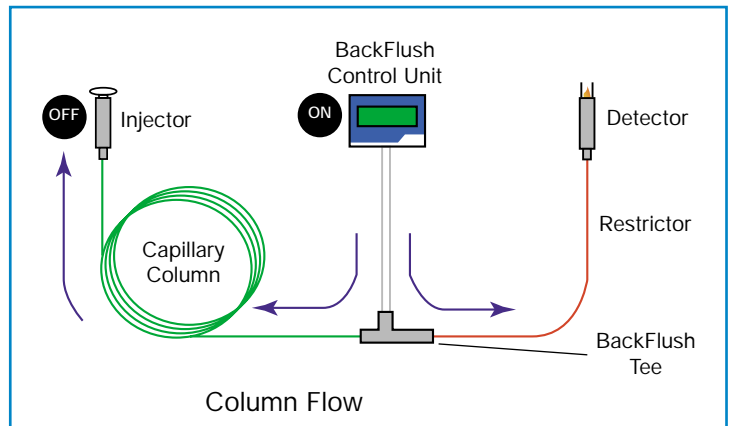 BackFlush
Control Unit
OFF
Injector
ON
Detector
Capillary
Column
Restrictor
BackFlush
Tee
Column Flow